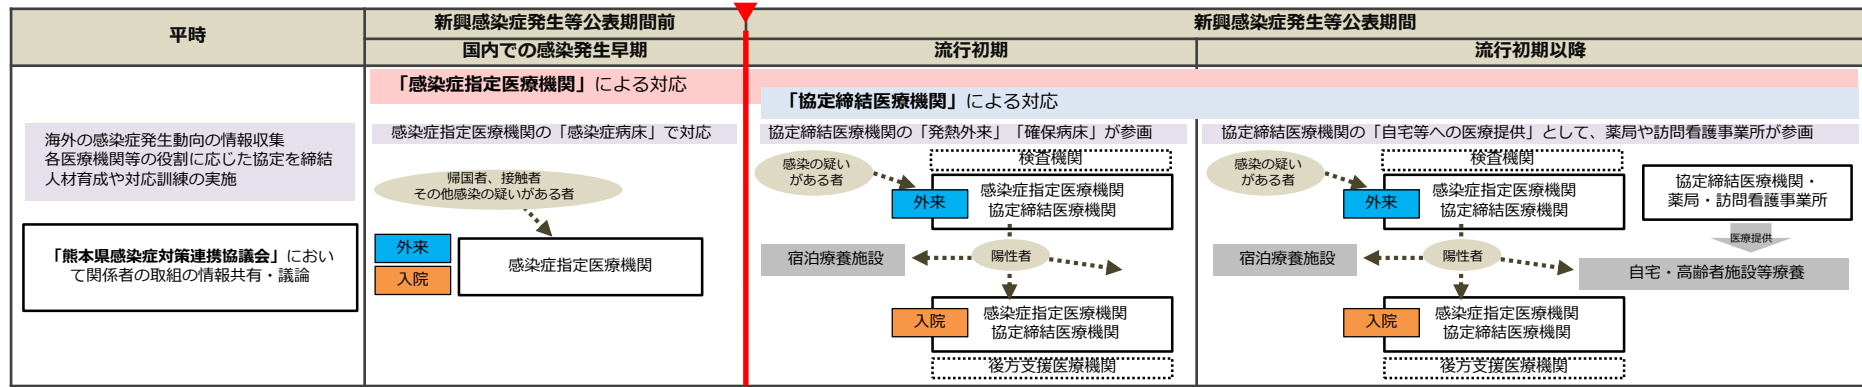 平時
新興感染症発生等公表期間前
新興感染症発生等公表期間
国内での感染発生早期
流行初期
流行初期以降
「感染症指定医療機関」による対応
「協定締結医療機関」による対応
海外の感染症発生動向の情報収集
各医療機関等の役割に応じた協定を締結
人材育成や対応訓練の実施
「熊本県感染症対策連携協議会」におい
て関係者の取組の情報共有・議論
感染症指定医療機関の「感染症病床」で対応
帰国者、接触者
その他感染の疑いがある者
外来
入院
感染症指定医療機関
協定締結医療機関の「発熱外来」「確保病床」が参画
感染の疑い
がある者
検査機関
外来
感染症指定医療機関
協定締結医療機関
宿泊療養施設
陽性者
入院
感染症指定医療機関
協定締結医療機関
後方支援医療機関
協定締結医療機関の「自宅等への医療提供」として、薬局や訪問看護事業所が参画
感染の疑い
がある者
検査機関
外来
感染症指定医療機関
協定締結医療機関
協定締結医療機関・
薬局・訪問看護事業所
医療提供
宿泊療養施設
陽性者
自宅・高齢者施設等療養
入院
感染症指定医療機関
協定締結医療機関
後方支援医療機関